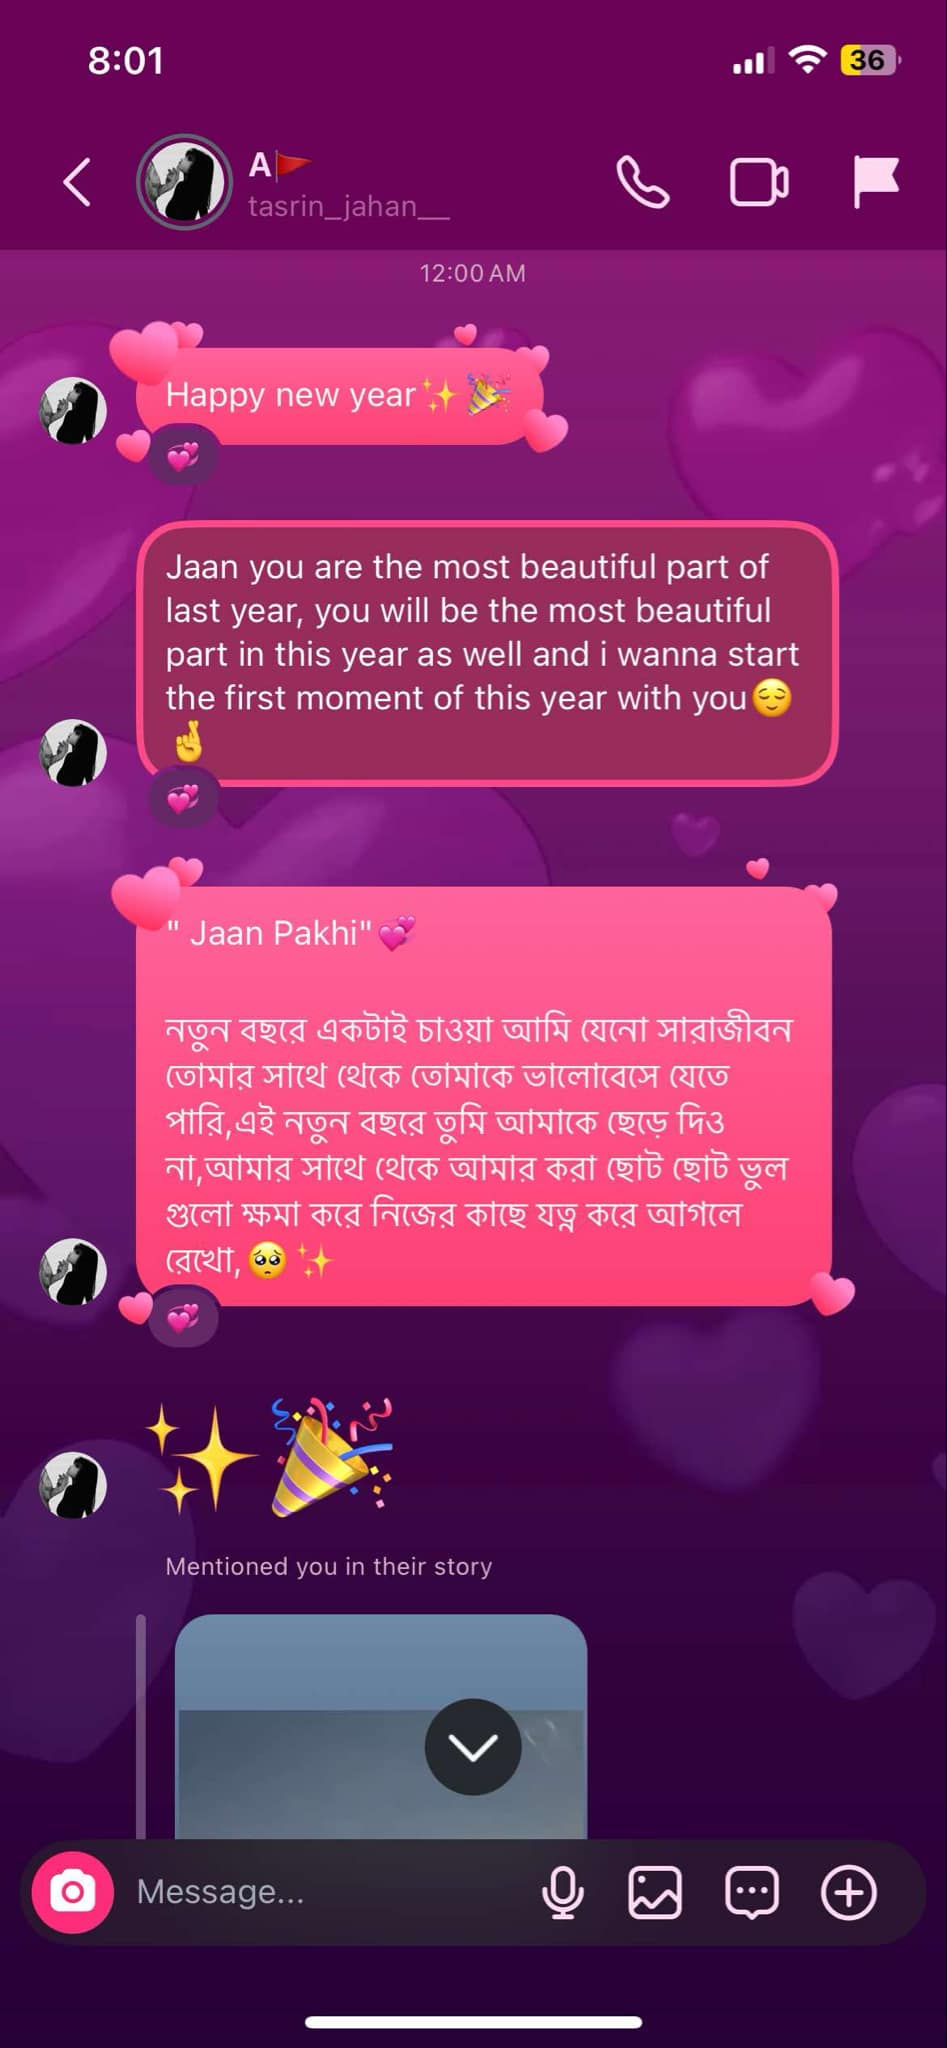 8:01
36
A🚩
tasrin_jahan__
12:00 AM
Happy new year✨🎉
Jaan you are the most beautiful part of
last year, you will be the most beautiful
part in this year as well and i wanna start
the first moment of this year with you😌
🤞
" Jaan Pakhi"💞
নতুন বছরে একটাই চাওয়া আমি যেনো সারাজীবন
তোমার সাথে থেকে তোমাকে ভালোবেসে যেতে
পারি,এই নতুন বছরে তুমি আমাকে ছেড়ে দিও
না,আমার সাথে থেকে আমার করা ছোট ছোট ভুল
গুলো ক্ষমা করে নিজের কাছে যত্ন করে আগলে
রেখো,🥺✨
✨🎉
Mentioned you in their story
Message...